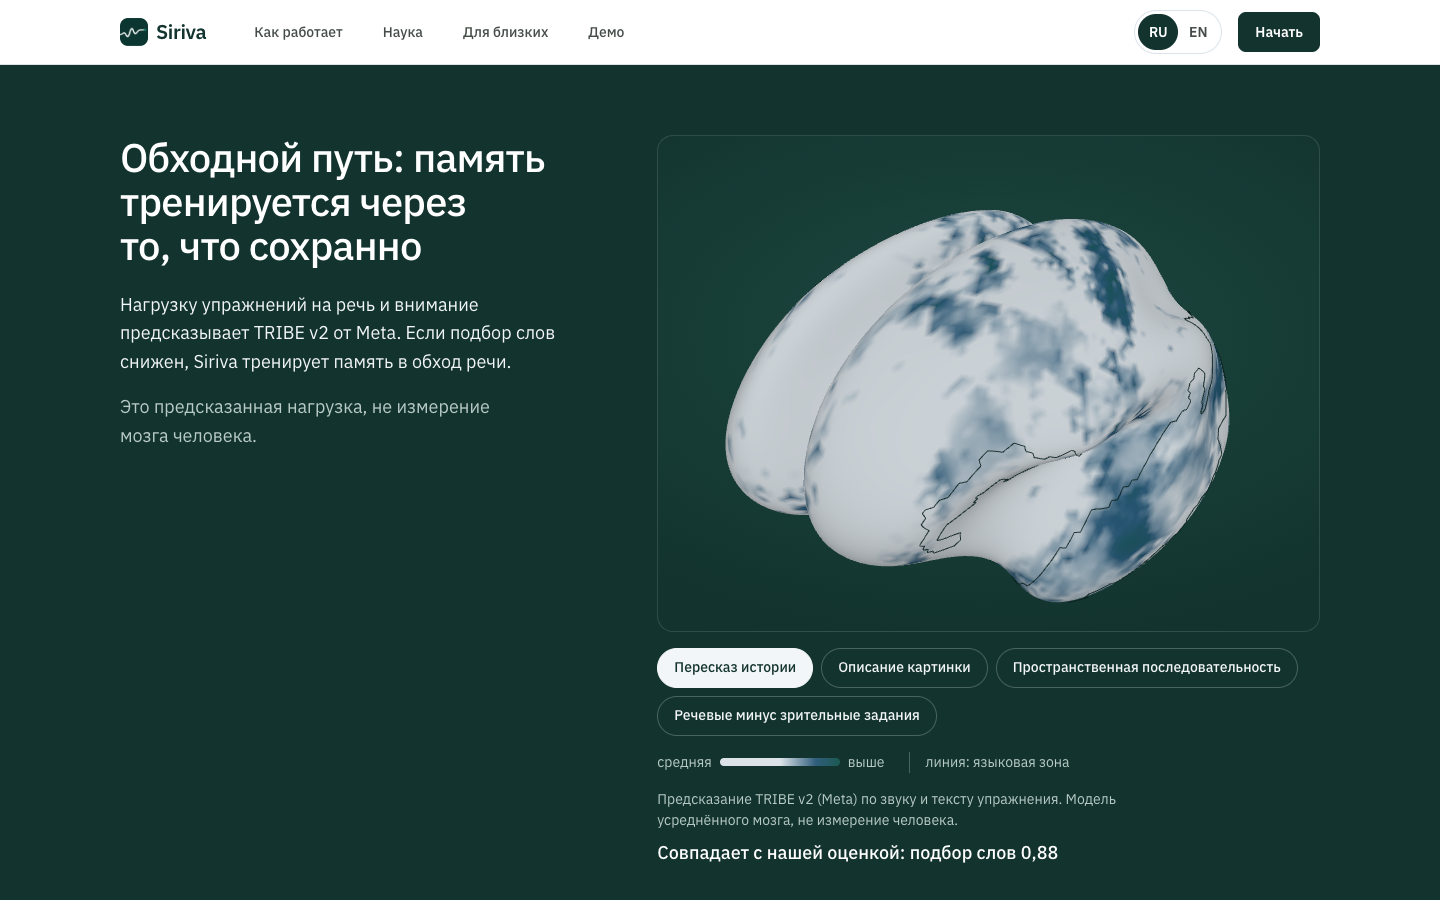 Siriva
Как работает
Наука
Для близких
Демо
RU
EN
Начать
Обходной путь: память
тренируется через
то, что сохранно
Нагрузку упражнений на речь и внимание
предсказывает TRIBE v2 от Meta. Если подбор слов
снижен, Siriva тренирует память в обход речи.
Это предсказанная нагрузка, не измерение
мозга человека.
Пересказ истории
Описание картинки
Пространственная последовательность
Речевые минус зрительные задания
средняя
выше
линия: языковая зона
Предсказание TRIBE v2 (Meta) по звуку и тексту упражнения. Модель
усреднённого мозга, не измерение человека.
Совпадает с нашей оценкой: подбор слов 0,88